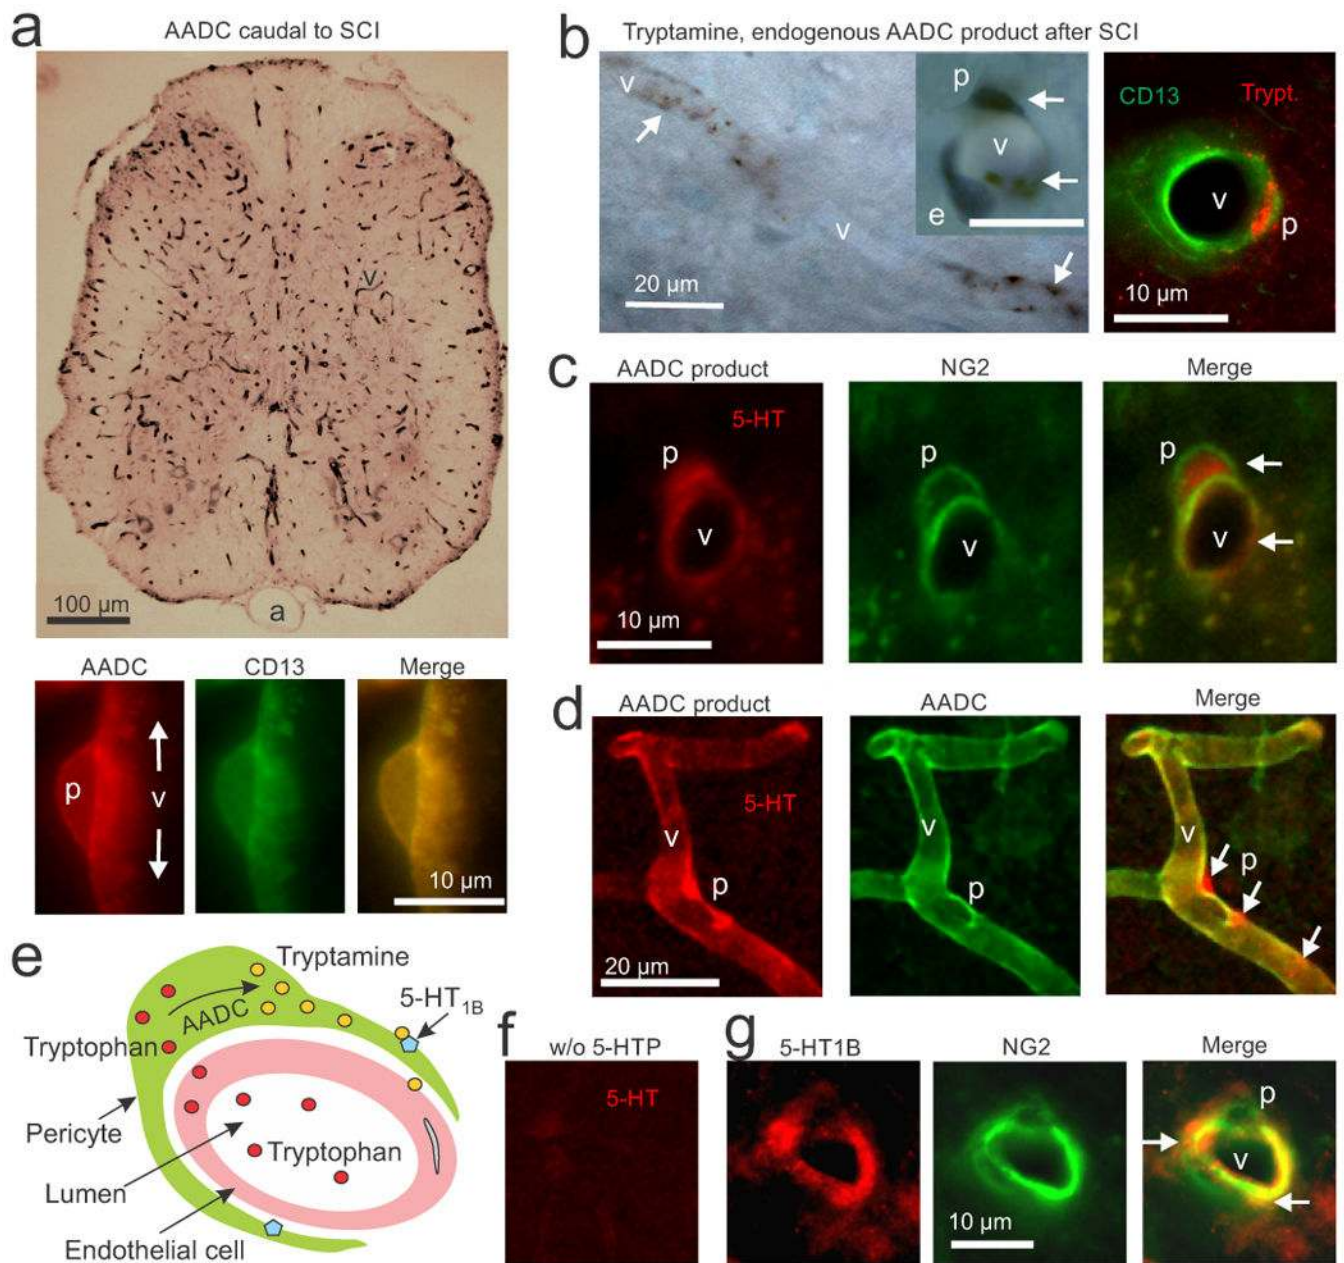 a
AADC caudal to SCI
v
100 µm
a
AADC
CD13
Merge
p
v
10 µm
b
Tryptamine, endogenous AADC product after SCI
v
p
v
e
v
20 µm
CD13
Trypt.
v
p
10 µm
c
AADC product
NG2
Merge
5-HT
p
v
10 µm
p
v
p
v
d
AADC product
AADC
Merge
5-HT
v
p
20 µm
v
p
v
p
e
Tryptamine
AADC
5-HT1B
Tryptophan
Pericyte
Tryptophan
Lumen
Endothelial cell
f
w/o 5-HTP
5-HT
g
5-HT1B
NG2
Merge
10 µm
p
v